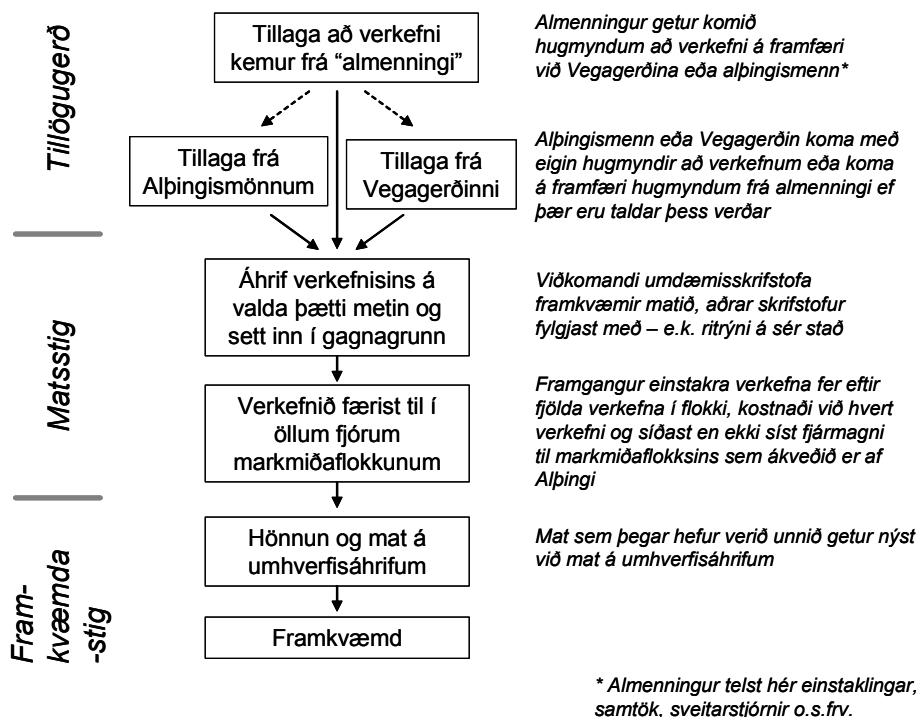 Tillögugerð
Tillaga að verkefni
kemur frá “almenningi”
Almenningur getur komið
hugmyndum að verkefni á framfæri
við Vegagerðina eða alþingismenn*
Tillaga frá
Alþingismönnum
Tillaga frá
Vegagerðinni
Alþingismenn eða Vegagerðin koma með
eigin hugmyndir að verkefnum eða koma
á framfæri hugmyndum frá almenningi ef
þær eru taldar þess verðar
Matsstig
Áhrif verkefnisins á
valda þætti metin og
sett inn í gagnagrunn
Viðkomandi umdæmisskrifstofa
framkvæmir matið, aðrar skrifstofur
fylgjast með – e.k. ritrýni á sér stað
Verkefnið færist til í
öllum fjórum
markmiðaflokkunum
Framgangur einstakra verkefna fer eftir
fjölda verkefna í flokki, kostnaði við hvert
verkefni og síðast en ekki síst fjármagni
til markmiðaflokksins sem ákveðið er af
Alþingi
Fram-
kvæmda
-stig
Hönnun og mat á
umhverfisáhrifum
Mat sem þegar hefur verið unnið getur nýst
við mat á umhverfisáhrifum
Framkvæmd
* Almenningur telst hér einstaklingar,
samtök, sveitarstjórnir o.s.frv.